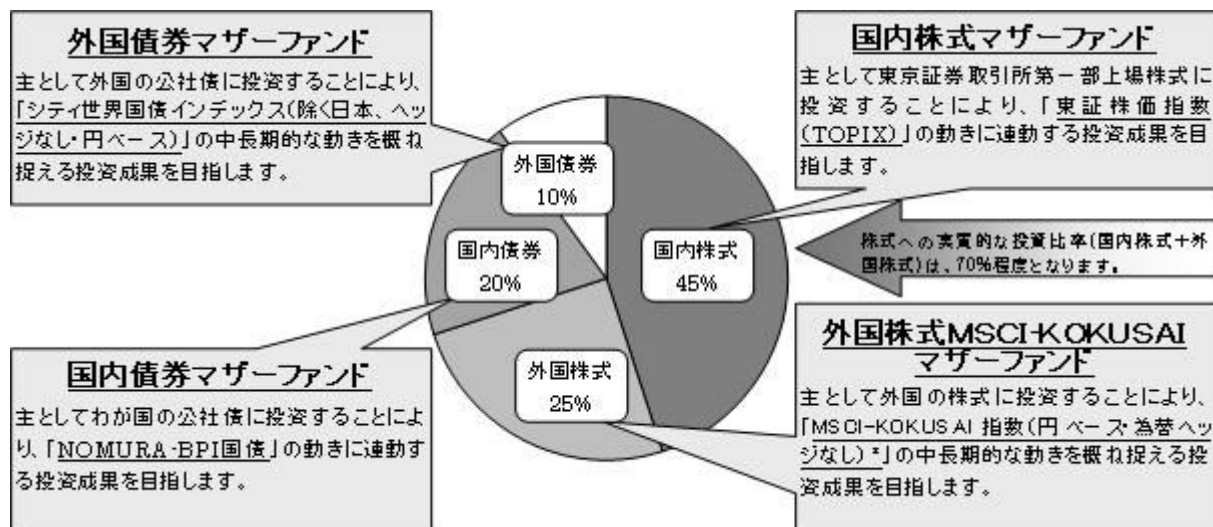 外国債券マザーファンド
主として外国の公社債に投資することにより、
「シティ世界国債インデックス(除く日本、ヘッ
ジなし・円ベース)」の中長期的な動きを概ね
捉える投資成果を目指します。
国内株式マザーファンド
主として東京証券取引所第一部上場株式に
投資することにより、「東証株価指数
(TOPIX)」の動きに連動する投資成果を目
指します。
外国債券
10%
国内債券
20%
国内株式
45%
外国株式
25%
株式への実質的な投資比率(国内株式+外
国株式)は、70%程度となります。
国内債券マザーファンド
主としてわが国の公社債に投資することによ
り、「NOMURA-BPI国債」の動きに連動す
る投資成果を目指します。
外国株式MSCI-KOKUSAI
マザーファンド
主として外国の株式に投資することにより、
「MSCI-KOKUSAI 指数(円ベース・為替ヘッ
ジなし)*」の中長期的な動きを概ね捉える投
資成果を目指します。